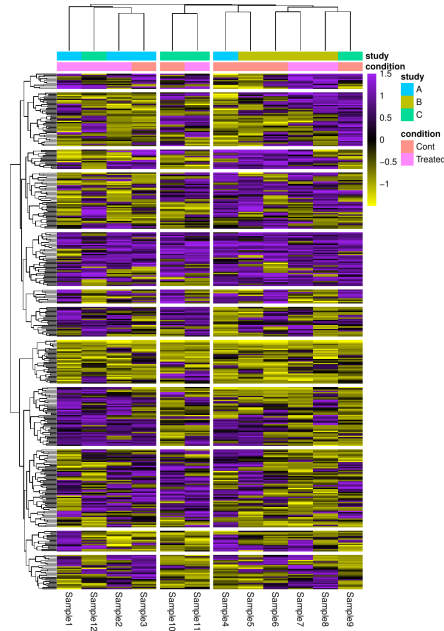 study
condition
1.5
1
0.5
0
−0.5
−1
study
A
B
C
condition
Cont
Treated
Sample1
Sample12
Sample2
Sample3
Sample10
Sample11
Sample4
Sample5
Sample6
Sample7
Sample8
Sample9